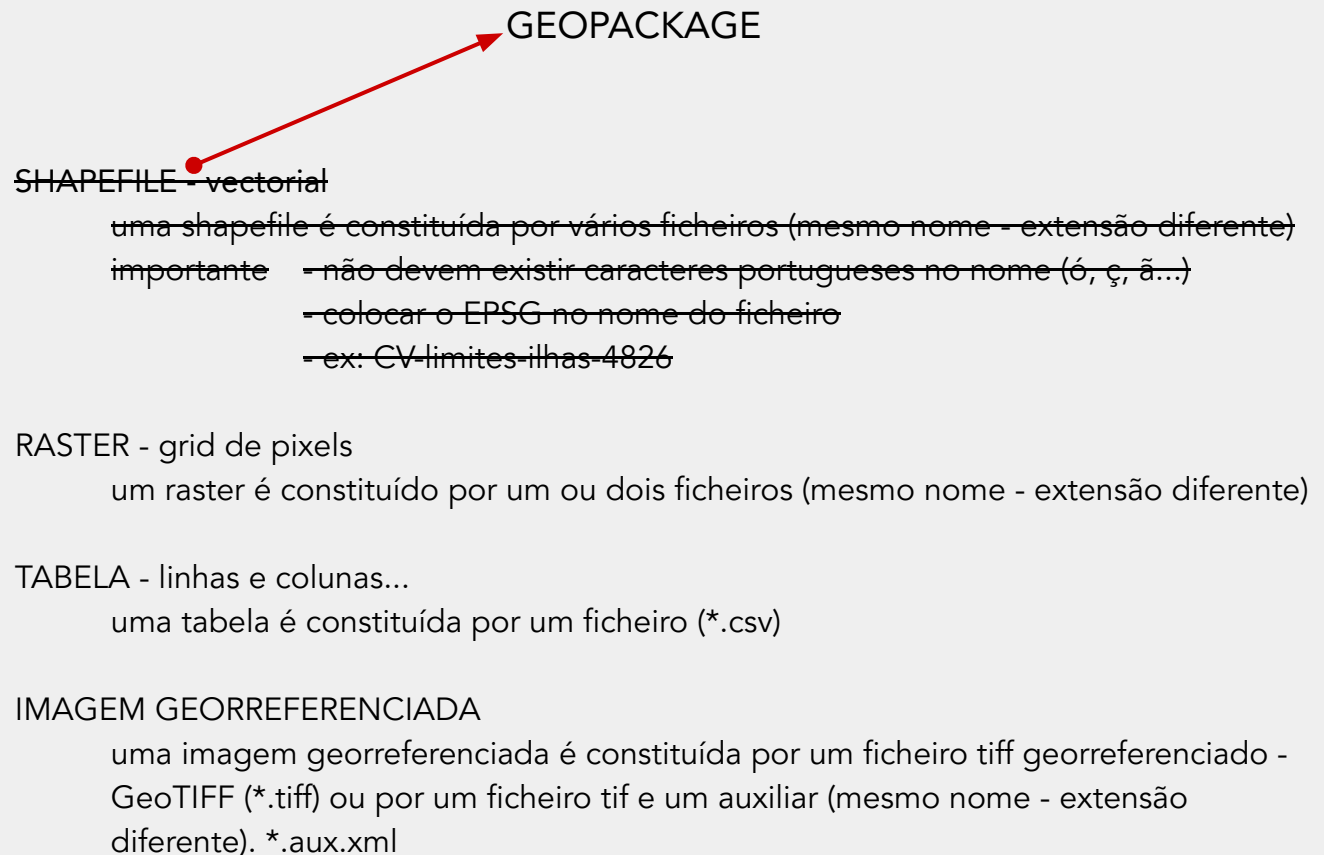 GEOPACKAGE
SHAPEFILE - vectorial
uma shapefile é constituída por vários ficheiros (mesmo nome - extensão diferente)
importante - não devem existir caracteres portugueses no nome (ó, ç, ã...)
- colocar o EPSG no nome do ficheiro
- ex: CV-limites-ilhas-4826
RASTER - grid de pixels
um raster é constituído por um ou dois ficheiros (mesmo nome - extensão diferente)
TABELA - linhas e colunas...
uma tabela é constituída por um ficheiro (*.csv)
IMAGEM GEORREFERENCIADA
uma imagem georreferenciada é constituída por um ficheiro tiff georreferenciado -
GeoTIFF (*.tiff) ou por um ficheiro tif e um auxiliar (mesmo nome - extensão
diferente). *.aux.xml